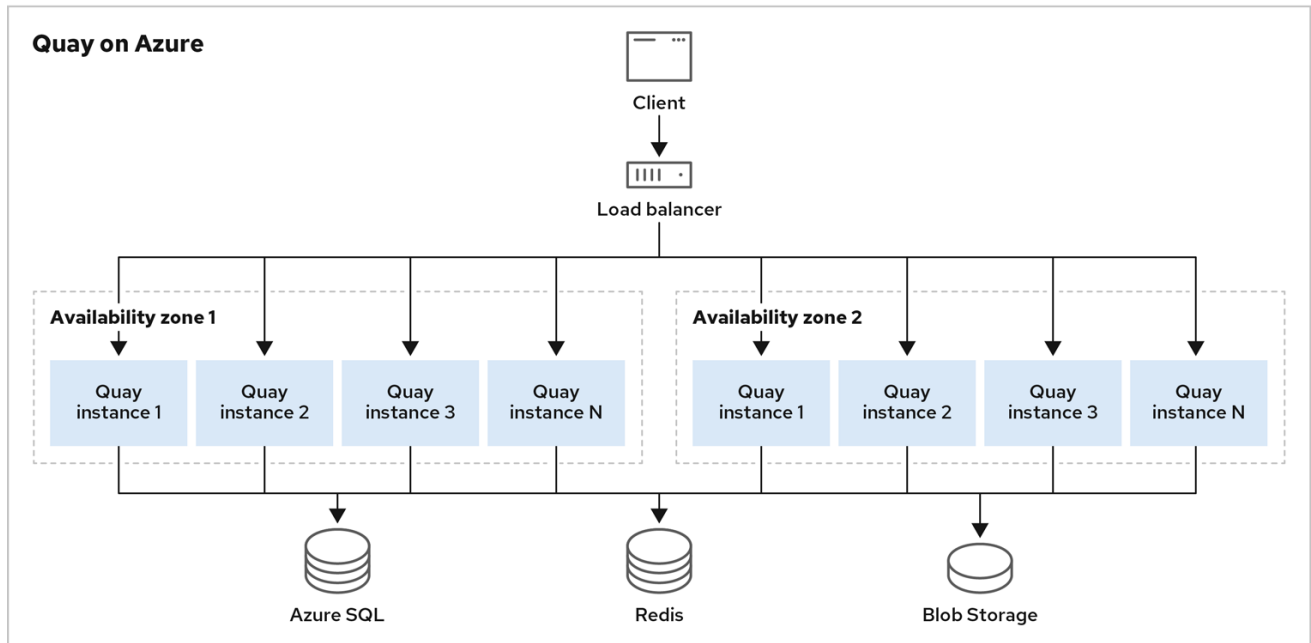 Quay on Azure
Client
Load balancer
Availability zone 1
Availability zone 2
Quay
instance 1
Quay
instance 2
Quay
instance 3
Quay
instance N
Quay
instance 1
Quay
instance 2
Quay
instance 3
Quay
instance N
Azure SQL
Redis
Blob Storage